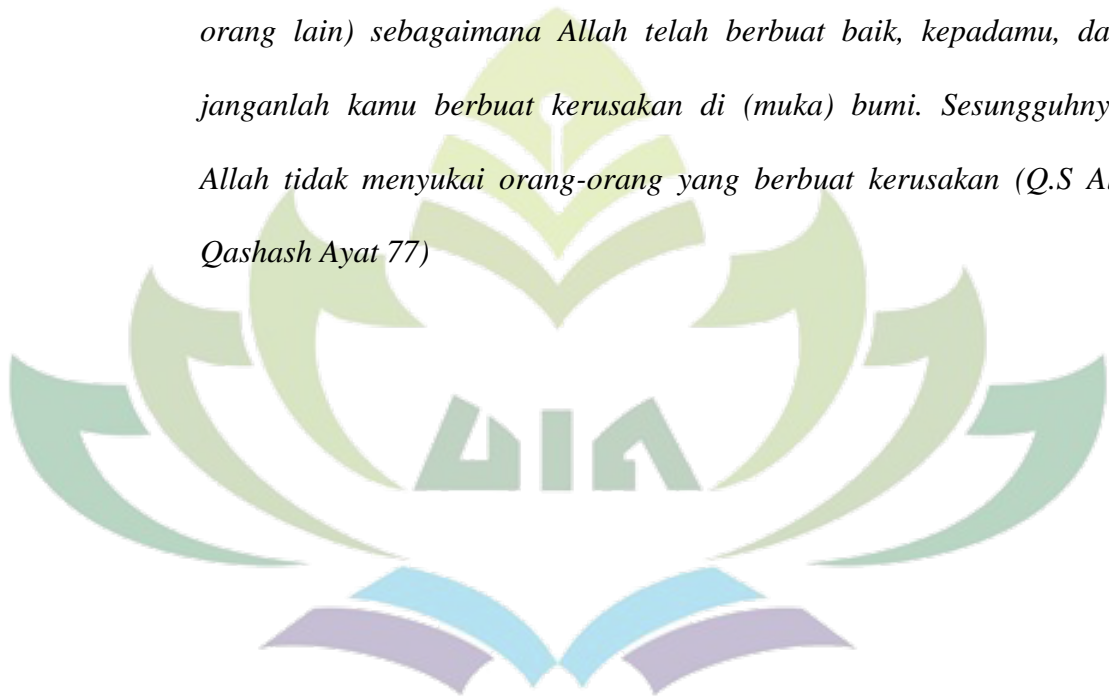 orang lain) sebagaimana Allah telah berbuat baik, kepadamu, da
janganlah kamu berbuat kerusakan di (muka) bumi. Sesungguhny
Allah tidak menyukai orang-orang yang berbuat kerusakan (Q.S A
Qashash Ayat 77)
UIN